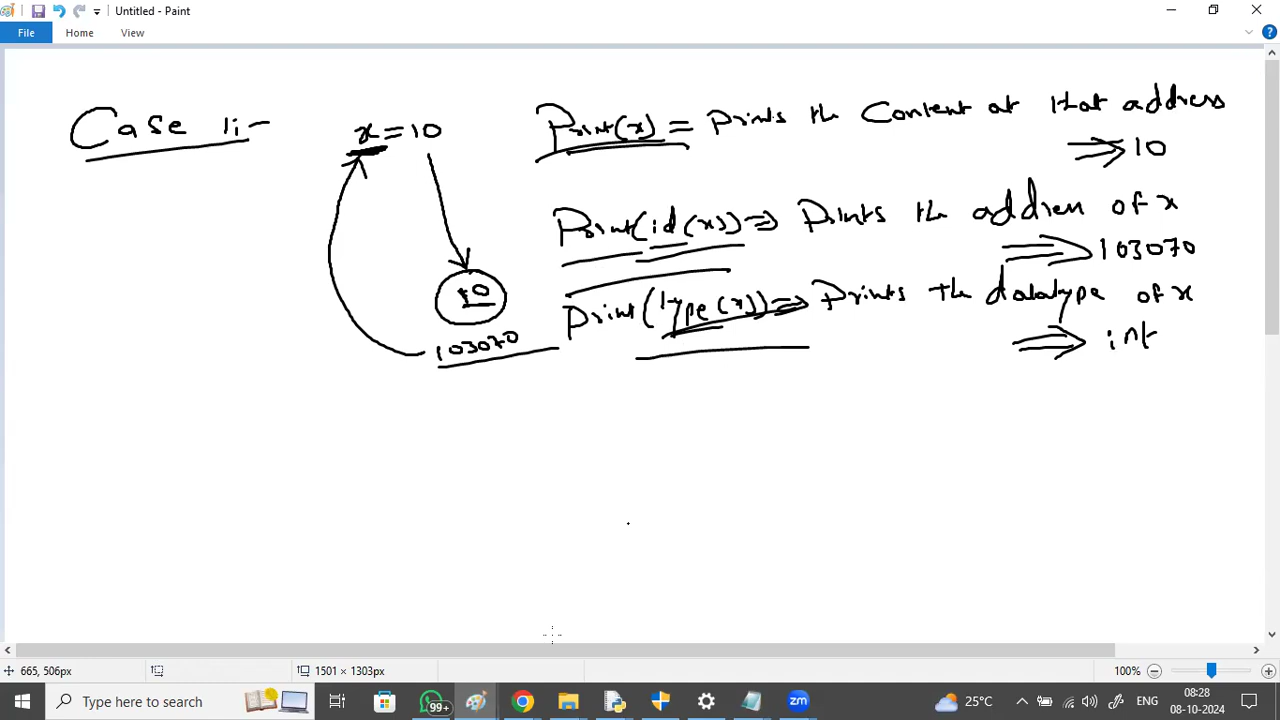 Untitled - Paint
File Home View
Case 1:-
x = 10
Print(x) = Prints the Content at that address
⇒ 10
Print(id(x)) ⇒ Prints the address of x
⇒ 103070
10
103070
Print(type(x)) ⇒ Prints the datatype of x
⇒ int
665, 506px
1501 × 1303px
100%
Type here to search
99+
25°C
ENG
08:28
08-10-2024